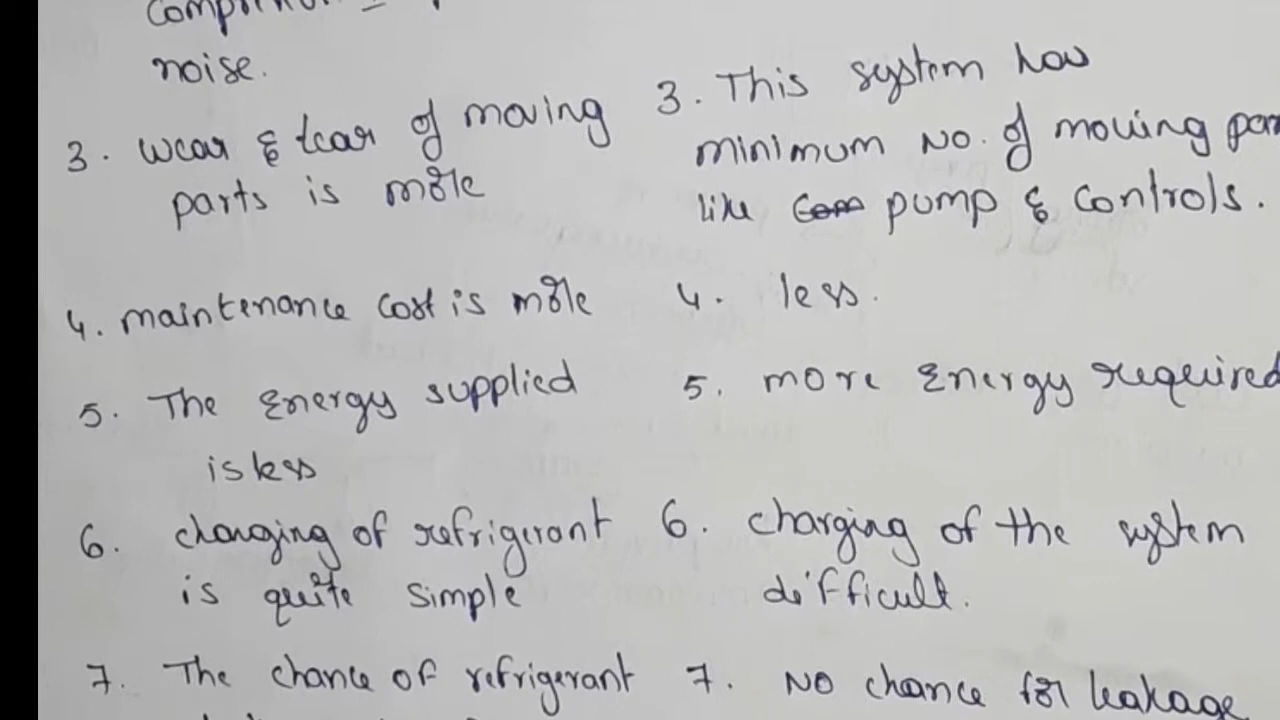 noise.
3. wear & tear of moving
parts is more
4. maintenance cost is more
5. The Energy supplied
is less
6. charging of refrigerant
is quite simple
7. The chance of refrigerant
3. This system has
minimum No. of moving par
like com pump & controls.
4. less.
5. more Energy required
6. charging of the system
difficult.
7. No chance for leakage